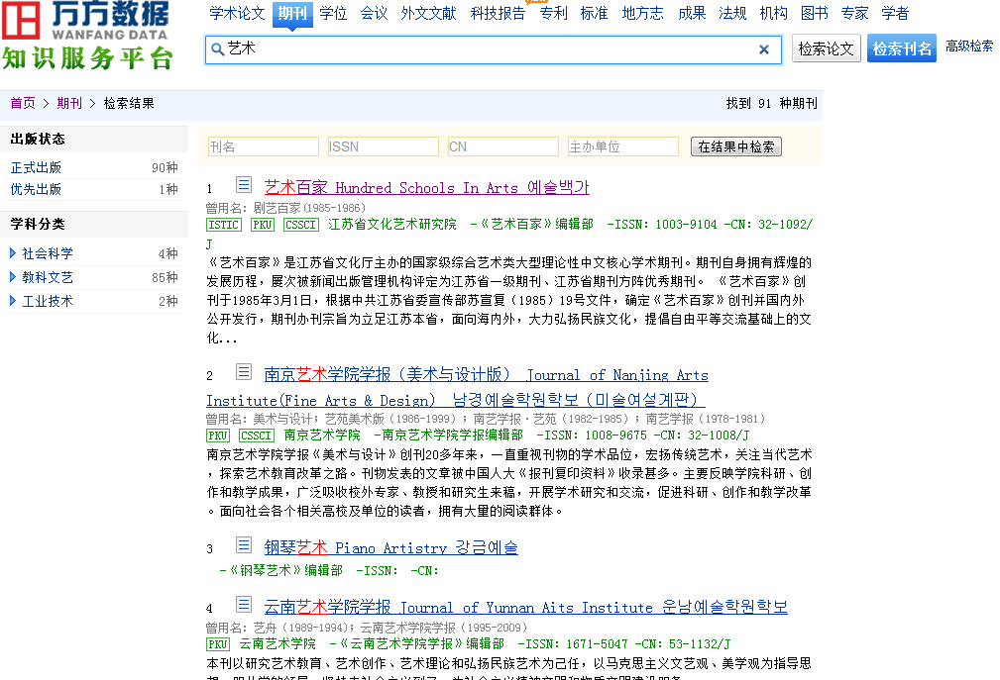 万方数据
WANFANG DATA
知识服务平台
学术论文 期刊 学位 会议 外文文献 科技报告 专利 标准 地方志 成果 法规 机构 图书 专家 学者
艺术 × 检索论文 检索刊名 高级检索
首页 > 期刊 > 检索结果 找到 91 种期刊
出版状态
正式出版 90种
优先出版 1种
学科分类
社会科学 4种
教科文艺 85种
工业技术 2种
刊名 ISSN CN 主办单位 在结果中检索
1 艺术百家 Hundred Schools In Arts 예술백가
曾用名: 剧艺百家(1985-1986)
ISTIC PKU CSSCI 江苏省文化艺术研究院 -《艺术百家》编辑部 -ISSN: 1003-9104 -CN: 32-1092/
J
《艺术百家》是江苏省文化厅主办的国家级综合艺术类大型理论性中文核心学术期刊。期刊自身拥有辉煌的
发展历程，屡次被新闻出版管理机构评定为江苏省一级期刊、江苏省期刊方阵优秀期刊。 《艺术百家》创
刊于1985年3月1日，根据中共江苏省委宣传部苏宣复（1985）19号文件，确定《艺术百家》创刊并国内外
公开发行，期刊办刊宗旨为立足江苏本省，面向海内外，大力弘扬民族文化，提倡自由平等交流基础上的文
化...
2 南京艺术学院学报（美术与设计版） Journal of Nanjing Arts
Institute(Fine Arts & Design) 남경예술학원학보（미술여설계판）
曾用名: 美术与设计; 艺苑美术版（1986-1999）; 南艺学报·艺苑（1982-1985）; 南艺学报（1978-1981）
PKU CSSCI 南京艺术学院 -南京艺术学院学报编辑部 -ISSN: 1008-9675 -CN: 32-1008/J
南京艺术学院学报《美术与设计》创刊20多年来，一直重视刊物的学术品位，宏扬传统艺术，关注当代艺术
，探索艺术教育改革之路。刊物发表的文章被中国人大《报刊复印资料》收录甚多。主要反映学院科研、创
作和教学成果，广泛吸收校外专家、教授和研究生来稿，开展学术研究和交流，促进科研、创作和教学改革
。面向社会各个相关高校及单位的读者，拥有大量的阅读群体。
3 钢琴艺术 Piano Artistry 강금예술
-《钢琴艺术》编辑部 -ISSN: -CN:
4 云南艺术学院学报 Journal of Yunnan Aits Institute 운남예술학원학보
曾用名: 艺舟（1989-1994）; 云南艺术学院学报（1995-2009）
PKU 云南艺术学院 -《云南艺术学院学报》编辑部 -ISSN: 1671-5047 -CN: 53-1132/J
本刊以研究艺术教育、艺术创作、艺术理论和弘扬民族艺术为己任，以马克思主义文艺观、美学观为指导思